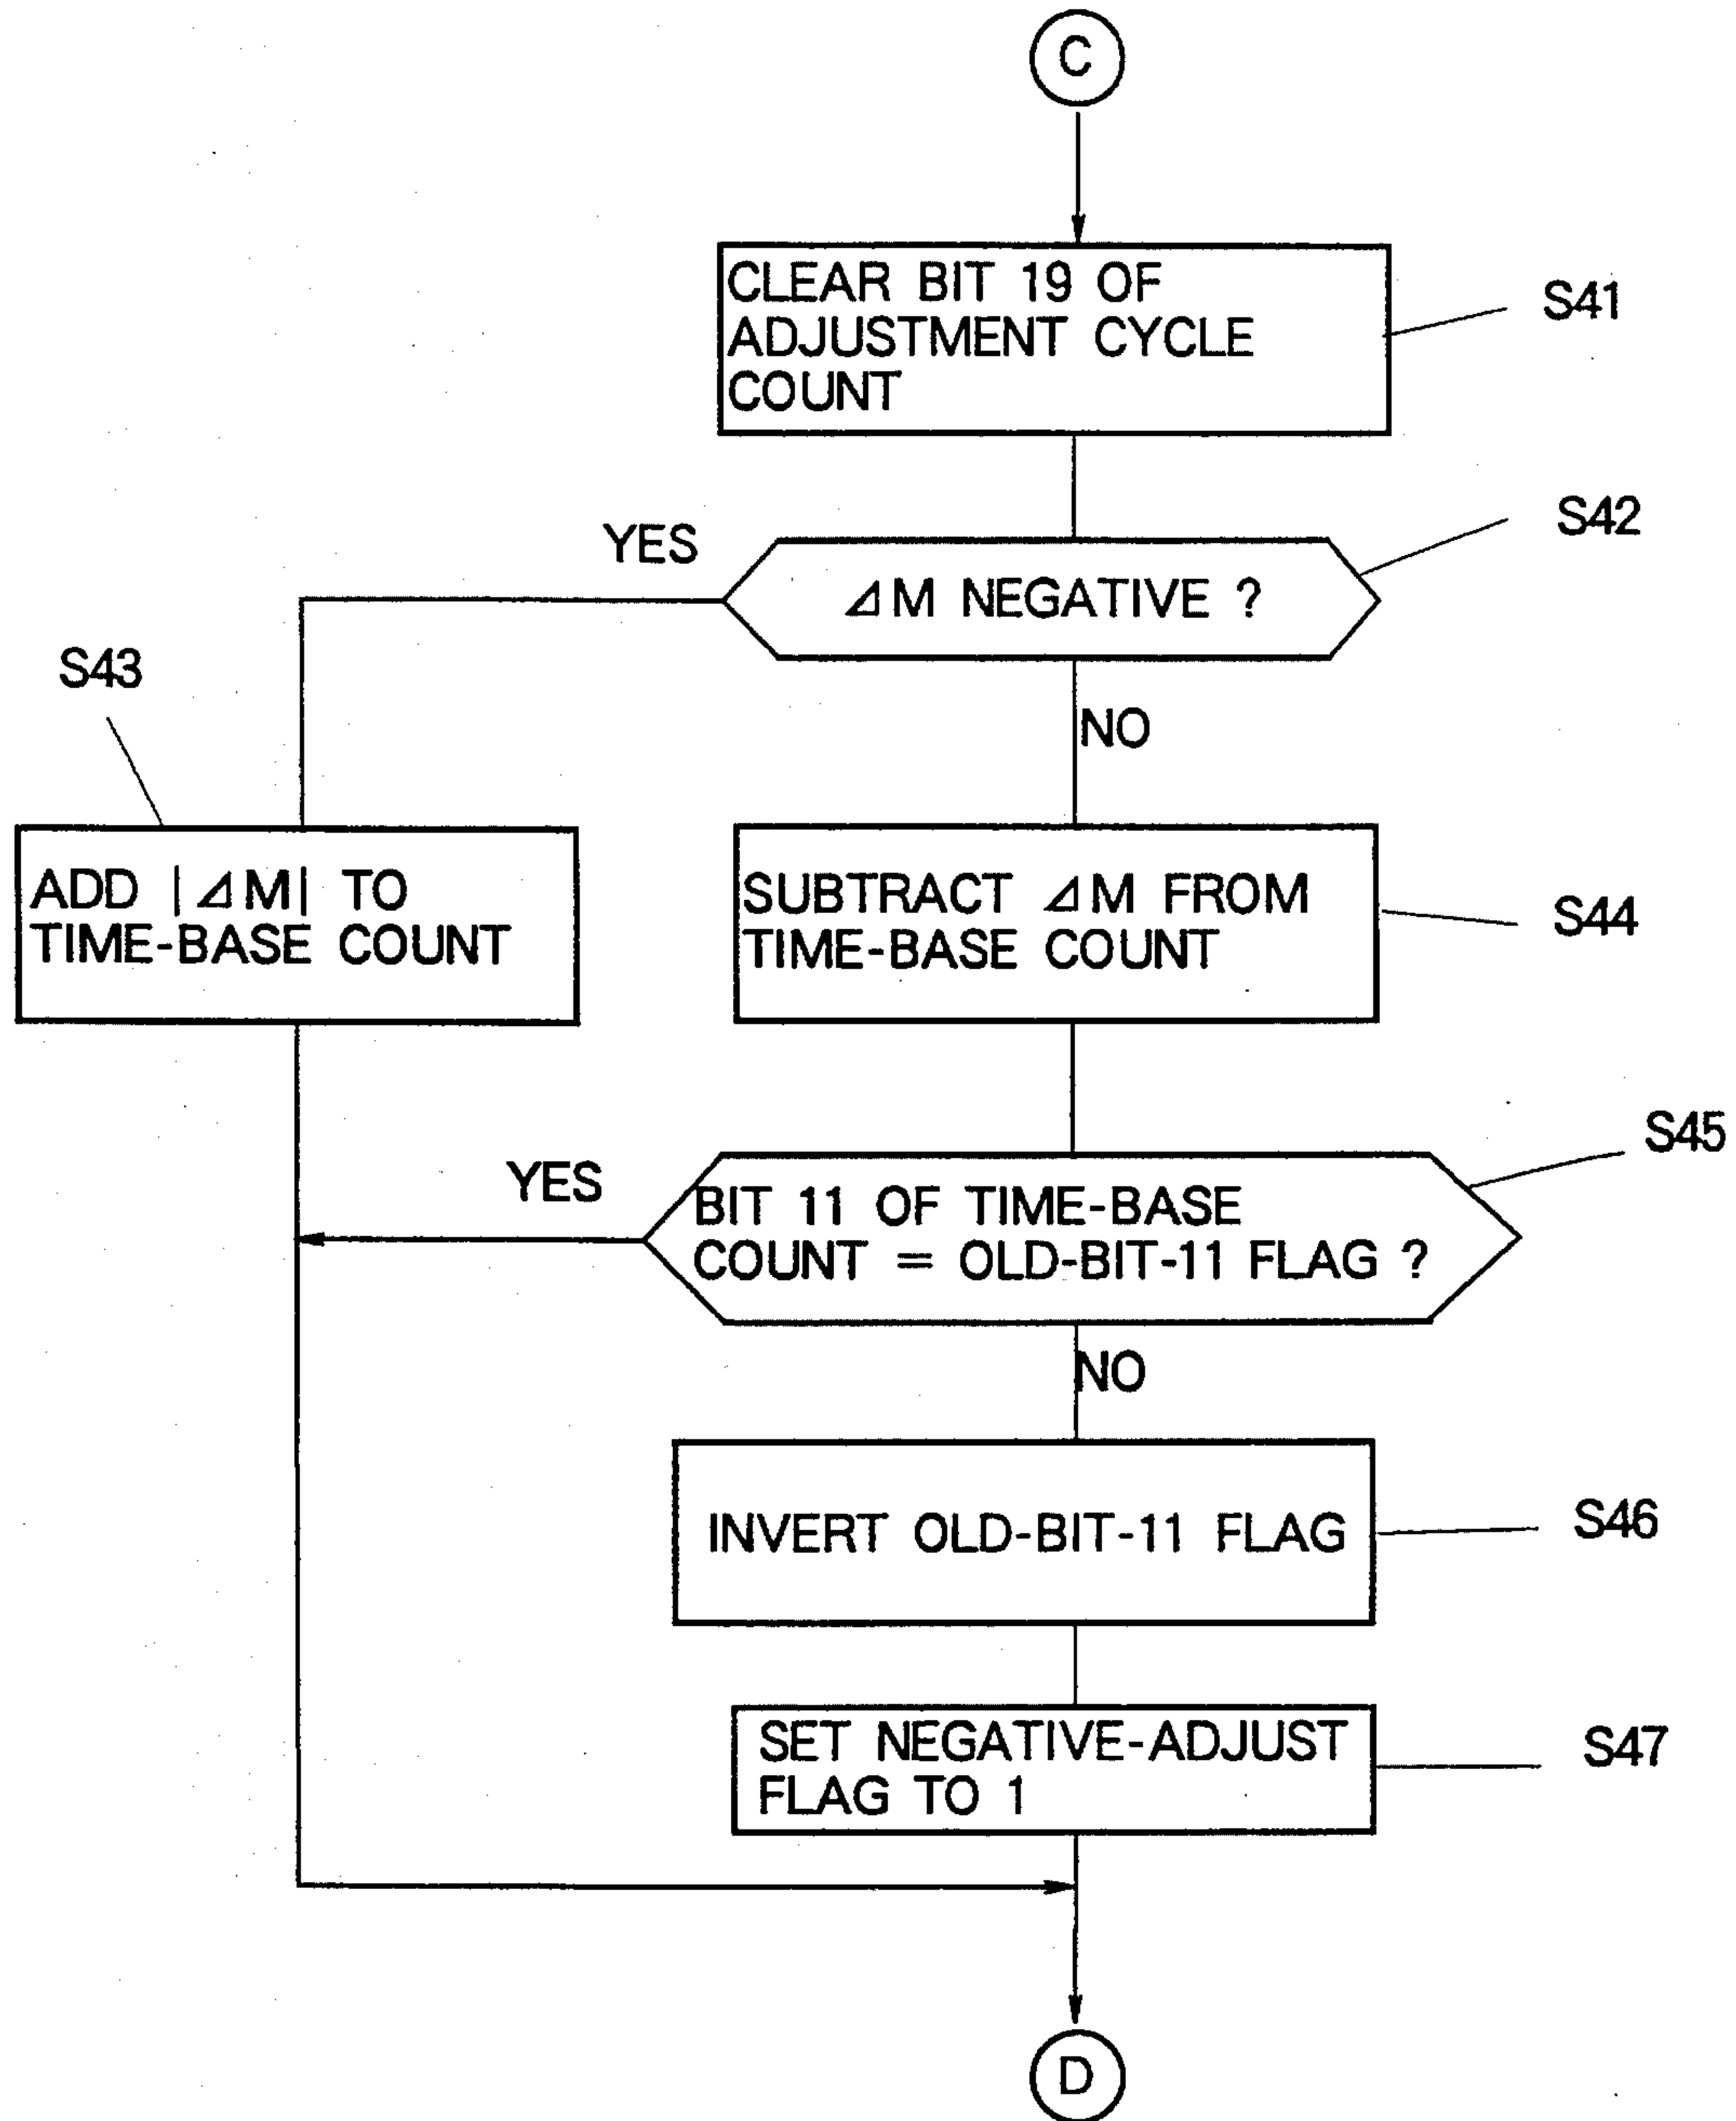 C
CLEAR BIT 19 OF
ADJUSTMENT CYCLE
COUNT
S41
S42
YES
⊿M NEGATIVE ?
S43
NO
ADD |⊿M| TO
TIME-BASE COUNT
SUBTRACT ⊿M FROM
TIME-BASE COUNT
S44
S45
YES
BIT 11 OF TIME-BASE
COUNT = OLD-BIT-11 FLAG ?
NO
INVERT OLD-BIT-11 FLAG
S46
SET NEGATIVE-ADJUST
FLAG TO 1
S47
D